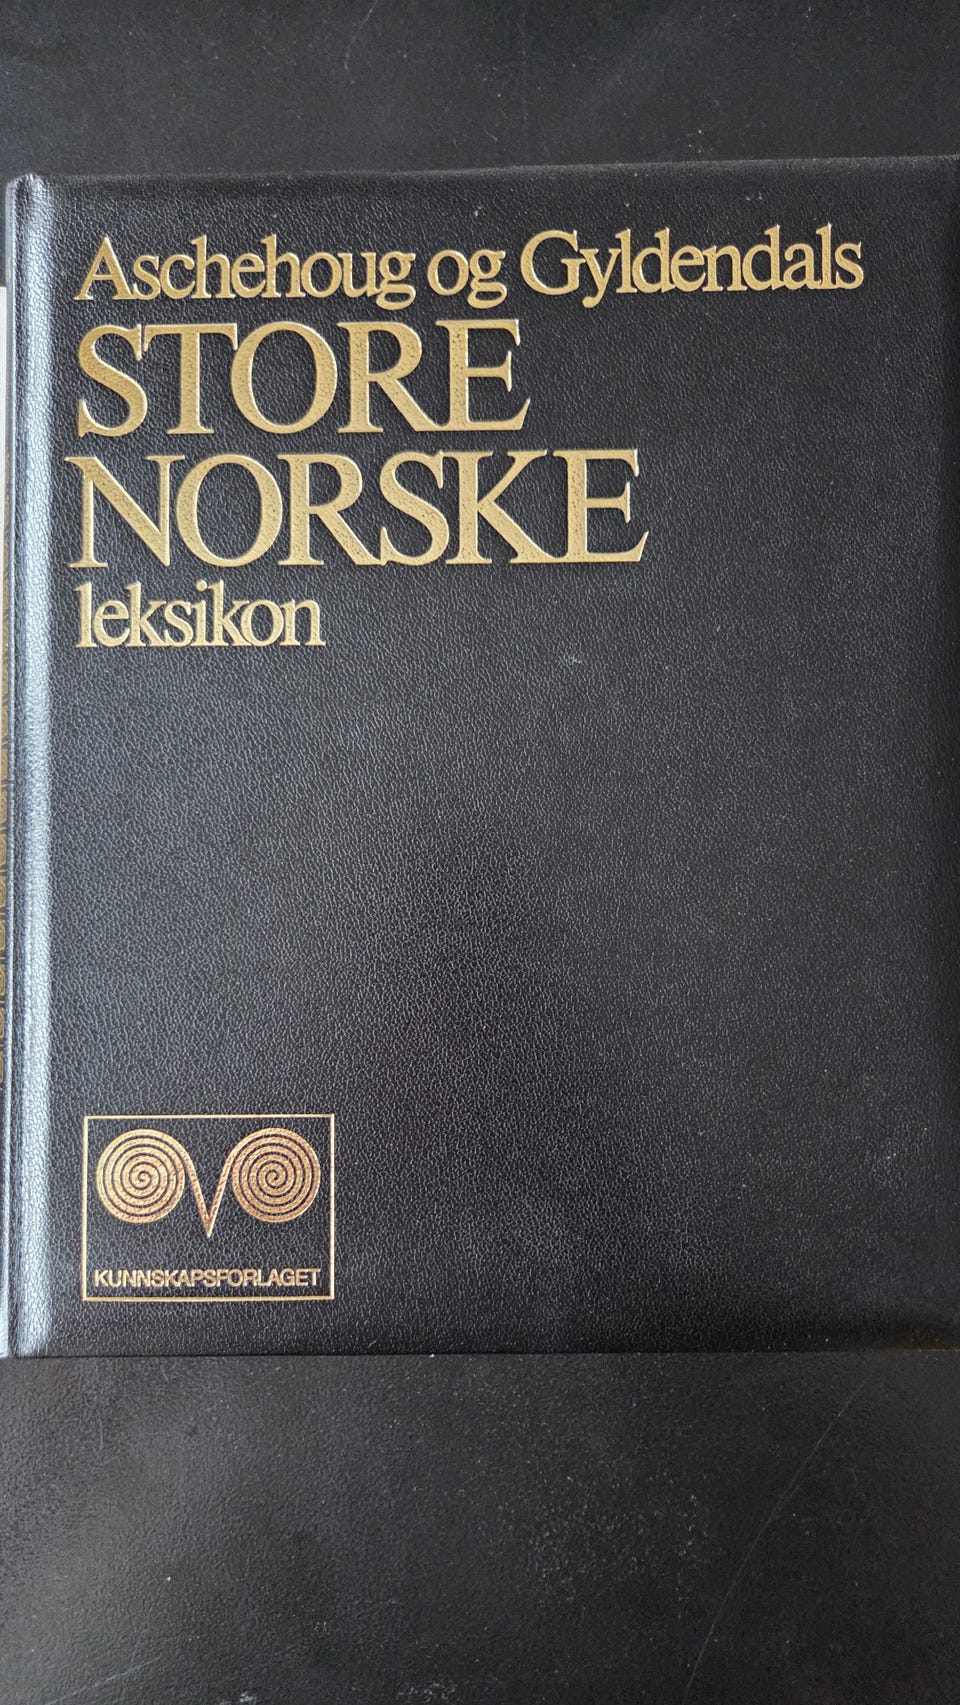 Aschehoug og Gyldendals
STORE
NORSKE
leksikon
KUNNSKAPSFORLAGET